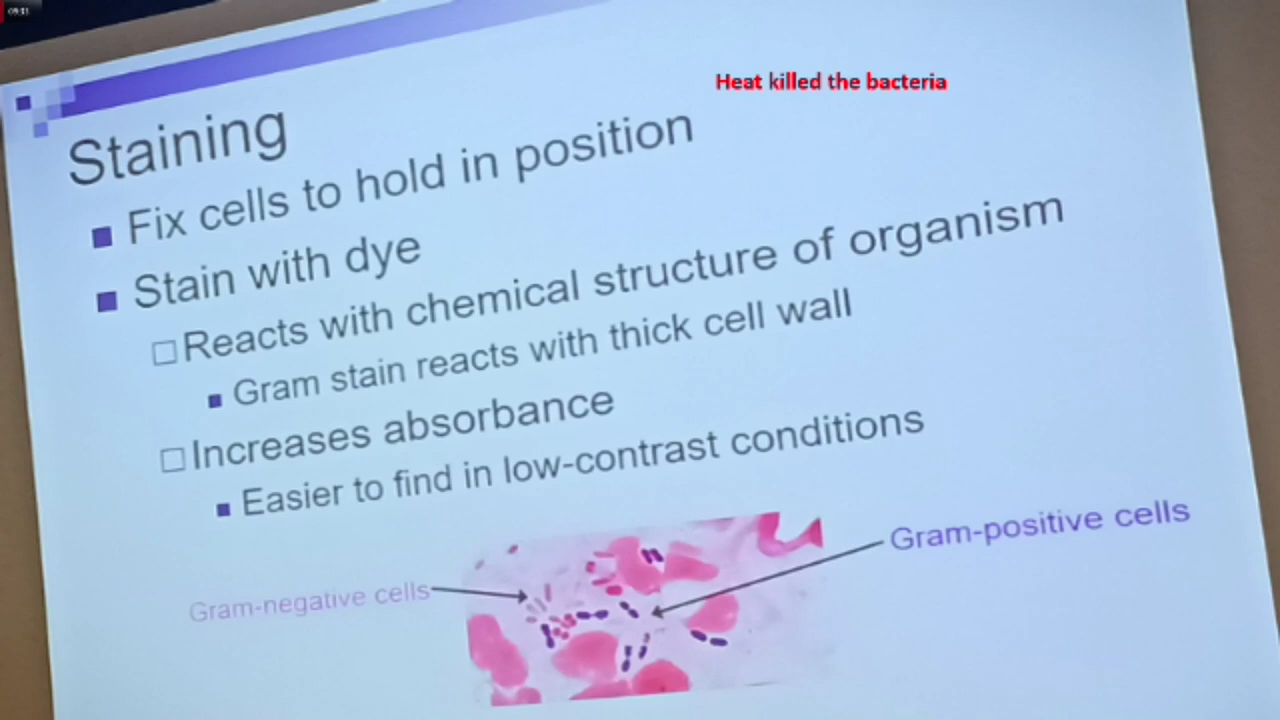 09:33
Heat killed the bacteria
Staining
Fix cells to hold in position
Stain with dye
Reacts with chemical structure of organism
Gram stain reacts with thick cell wall
Increases absorbance
Easier to find in low-contrast conditions
Gram-positive cells
Gram-negative cells